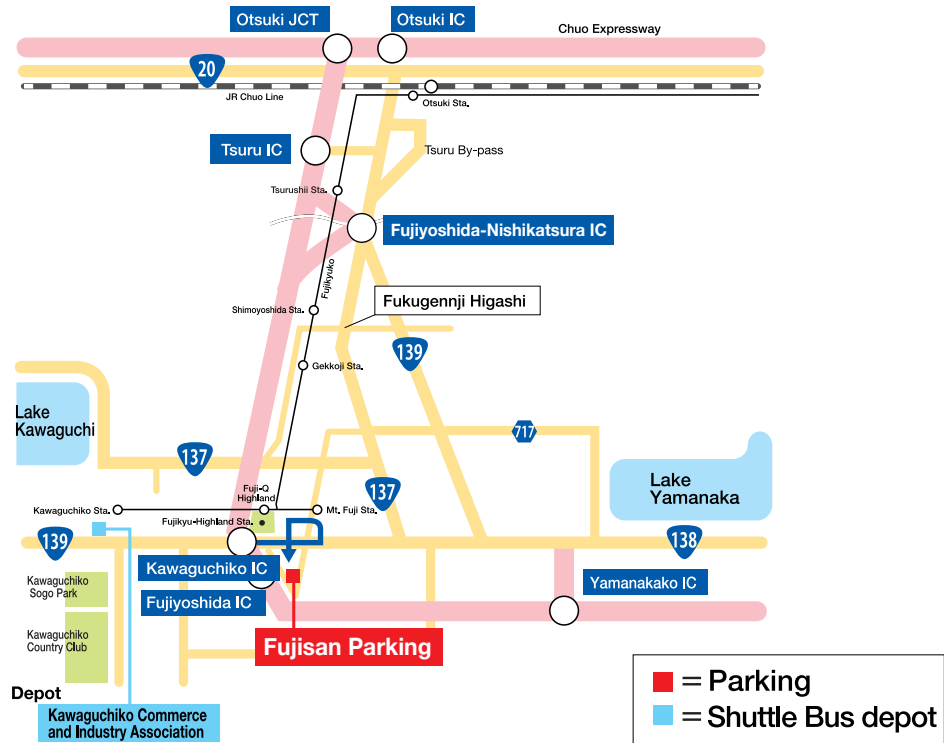 Otsuki JCT
Otsuki IC
Chuo Expressway
20
JR Chuo Line
Otsuki Sta.
Tsuru IC
Tsuru By-pass
Tsurushii Sta.
Fujiyoshida-Nishikatsura IC
Fujikyuko
Fukugennji Higashi
Shimoyoshida Sta.
139
Gekkoji Sta.
Lake
Kawaguchi
717
137
Lake
Yamanaka
Fuji-Q
Highland
137
Kawaguchiko Sta.
Mt. Fuji Sta.
Fujikyu-Highland Sta.
139
138
Kawaguchiko IC
Kawaguchiko
Sogo Park
Yamanakako IC
Fujiyoshida IC
Kawaguchiko
Country Club
Fujisan Parking
Depot
Kawaguchiko Commerce
and Industry Association
= Parking
= Shuttle Bus depot